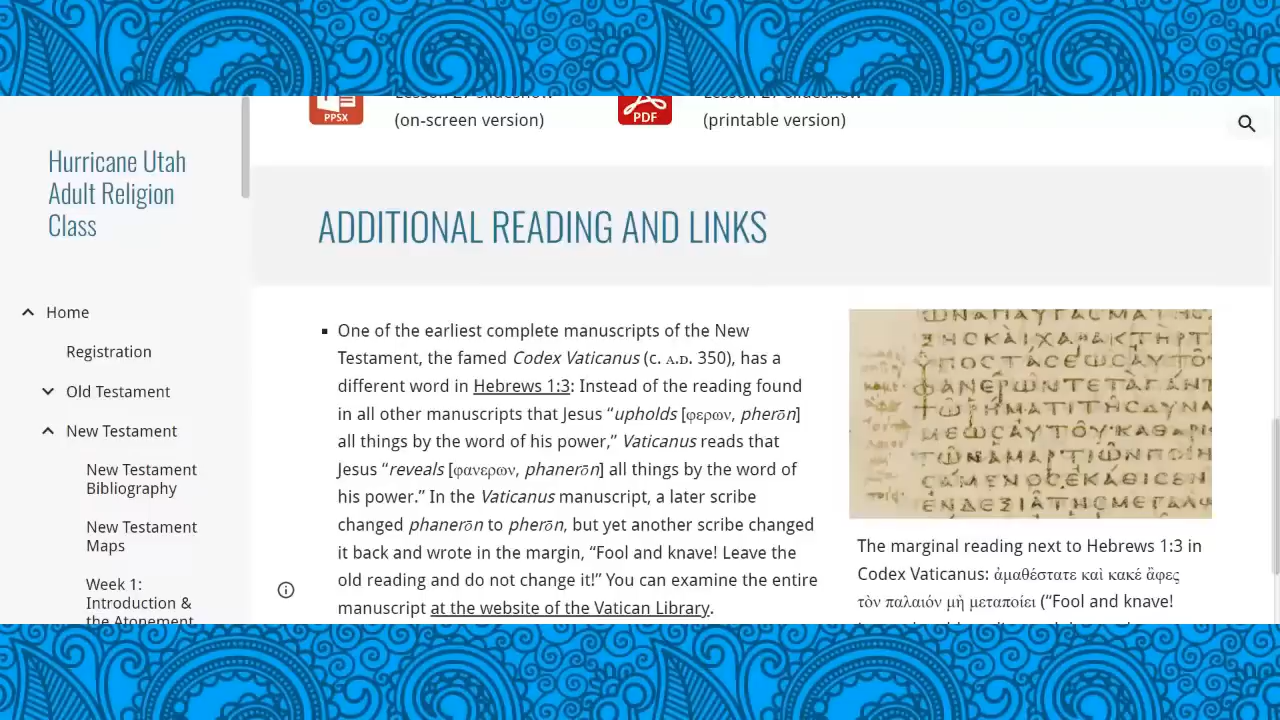 PPSX
(on-screen version)
PDF
(printable version)
Hurricane Utah
Adult Religion
Class
Home
Registration
Old Testament
New Testament
New Testament
Bibliography
New Testament
Maps
Week 1:
Introduction &
the Atonement
ADDITIONAL READING AND LINKS
▪ One of the earliest complete manuscripts of the New
Testament, the famed Codex Vaticanus (c. A.D. 350), has a
different word in Hebrews 1:3: Instead of the reading found
in all other manuscripts that Jesus “upholds [φερων, pherōn]
all things by the word of his power,” Vaticanus reads that
Jesus “reveals [φανερων, phanerōn] all things by the word of
his power.” In the Vaticanus manuscript, a later scribe
changed phanerōn to pherōn, but yet another scribe changed
it back and wrote in the margin, “Fool and knave! Leave the
old reading and do not change it!” You can examine the entire
manuscript at the website of the Vatican Library.
The marginal reading next to Hebrews 1:3 in
Codex Vaticanus: ἀμαθέστατε καὶ κακέ ἄφες
τὸν παλαιόν μὴ μεταποίει (“Fool and knave!